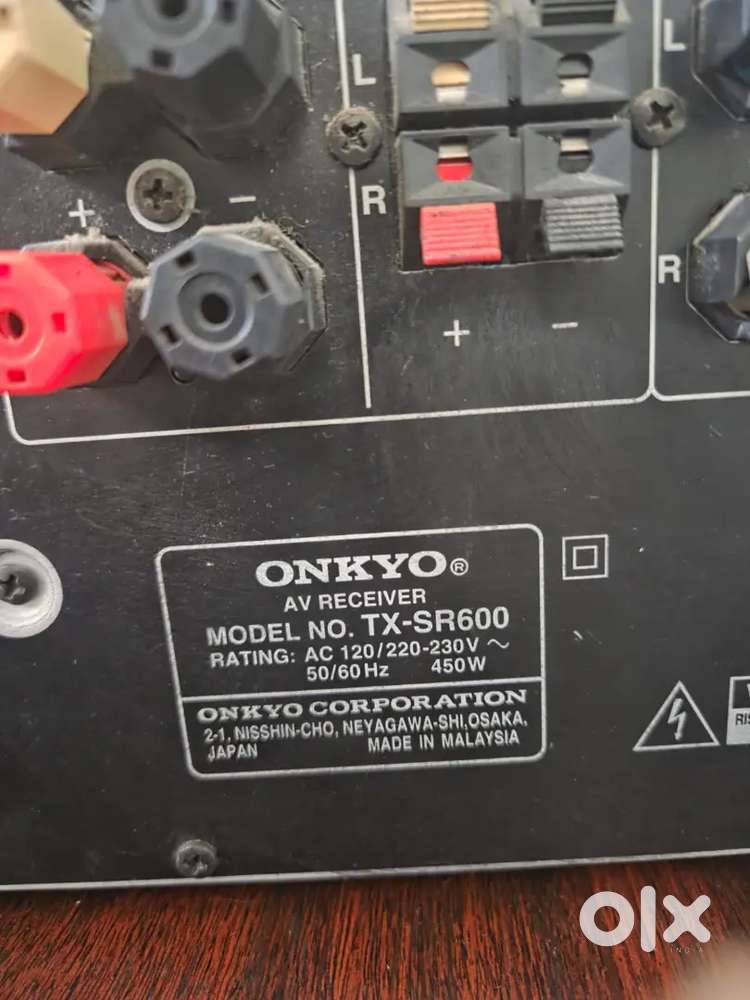 L
L
R
+
−
R
+ −
ONKYO®
AV RECEIVER
MODEL NO. TX-SR600
RATING: AC 120/220-230V ~
50/60Hz 450W
ONKYO CORPORATION
2-1, NISSHIN-CHO, NEYAGAWA-SHI,OSAKA,
JAPAN MADE IN MALAYSIA
olx
INDIA